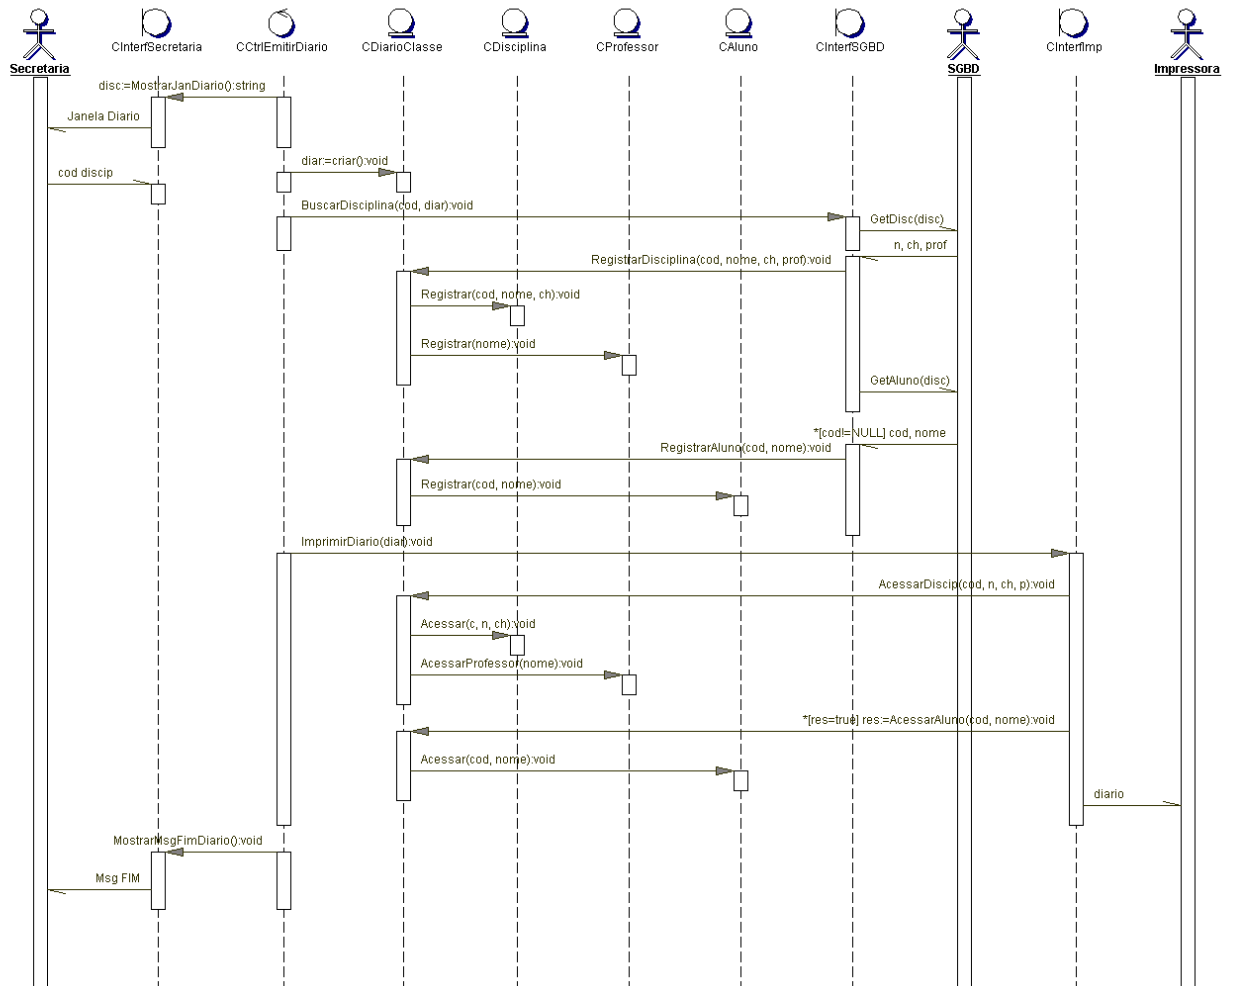 Secretaria
CInterfSecretaria
CCtrlEmitirDiario
CDiarioClasse
CDisciplina
CProfessor
CAluno
CInterfSGBD
SGBD
CInterfImp
Impressora
disc:=MostrarJanDiario():string
Janela Diario
diar:=criar():void
cod discip
BuscarDisciplina(cod, diar):void
GetDisc(disc)
n, ch, prof
RegistrarDisciplina(cod, nome, ch, prof):void
Registrar(cod, nome, ch):void
Registrar(nome):void
GetAluno(disc)
*[cod!=NULL] cod, nome
RegistrarAluno(cod, nome):void
Registrar(cod, nome):void
ImprimirDiario(diar):void
AcessarDiscip(cod, n, ch, p):void
Acessar(c, n, ch):void
AcessarProfessor(nome):void
*[res=true] res:=AcessarAluno(cod, nome):void
Acessar(cod, nome):void
diario
MostrarMsgFimDiario():void
Msg FIM